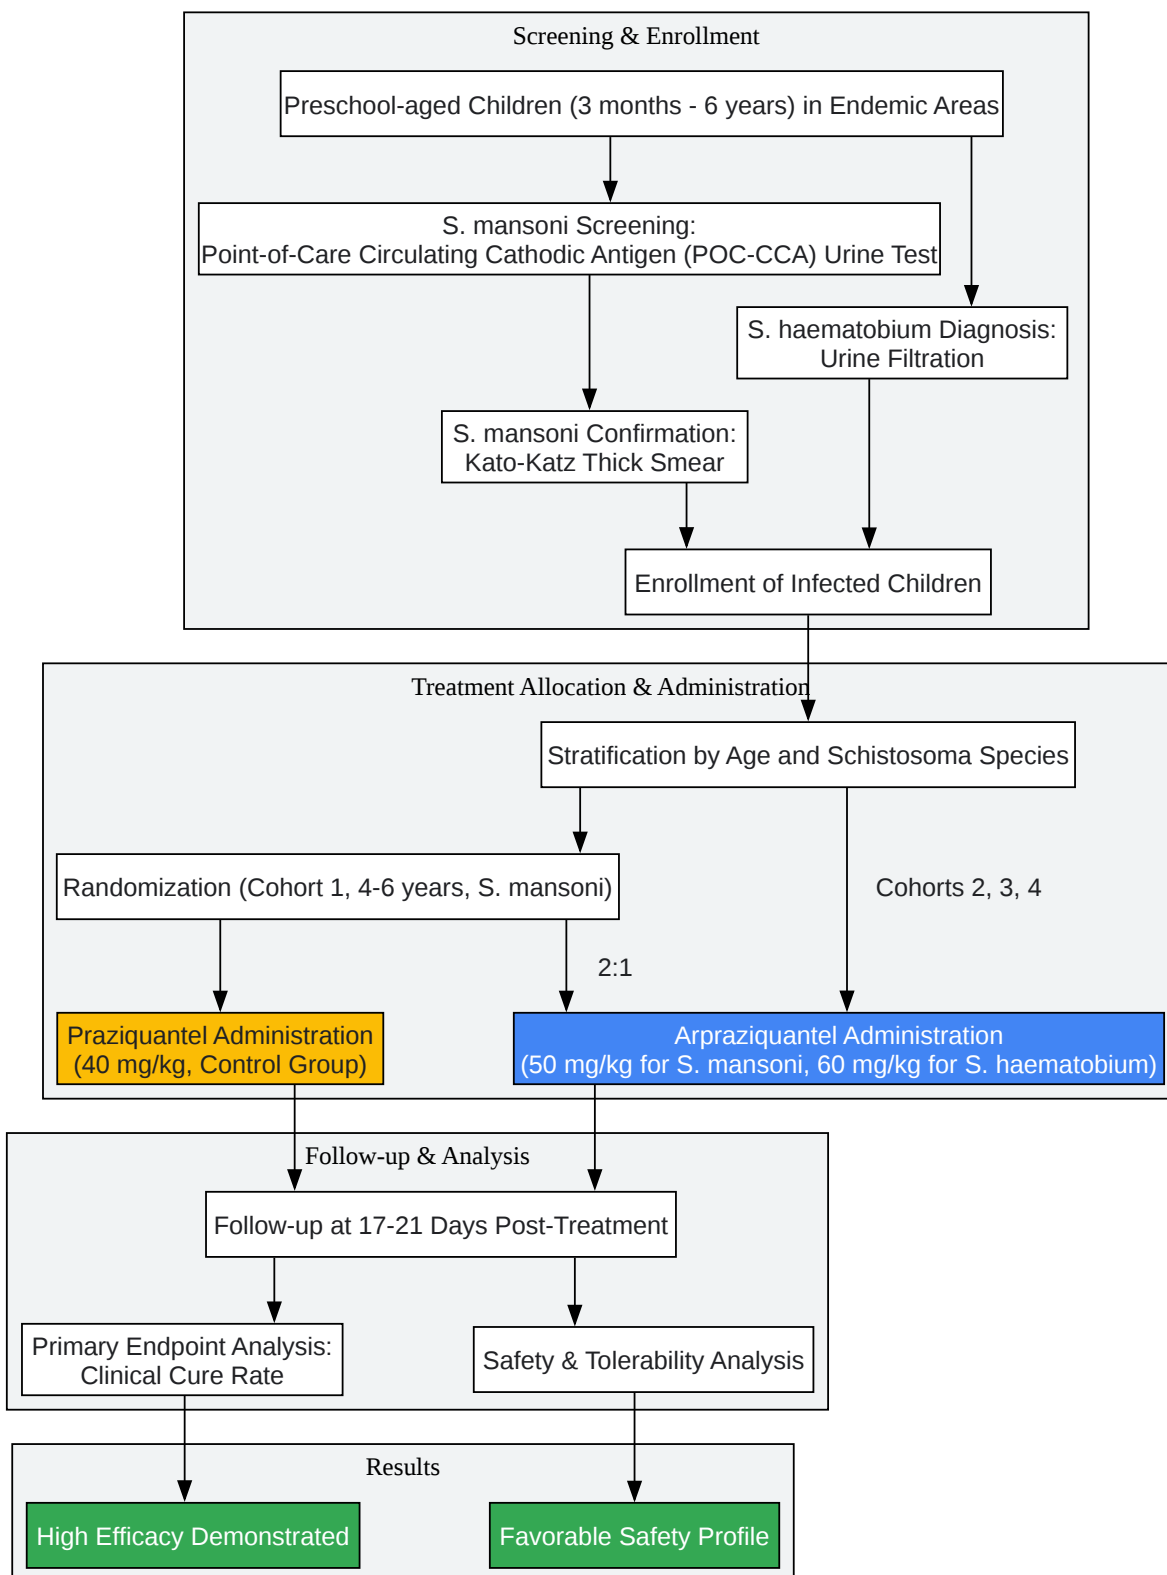 Screening & Enrollment
Preschool-aged Children (3 months - 6 years) in Endemic Areas
S. mansoni Screening:
Point-of-Care Circulating Cathodic Antigen (POC-CCA) Urine Test
S. haematobium Diagnosis:
Urine Filtration
S. mansoni Confirmation:
Kato-Katz Thick Smear
Enrollment of Infected Children
Treatment Allocation & Administration
Stratification by Age and Schistosoma Species
Randomization (Cohort 1, 4-6 years, S. mansoni)
Cohorts 2, 3, 4
2:1
Praziquantel Administration
(40 mg/kg, Control Group)
Arpraziquantel Administration
(50 mg/kg for S. mansoni, 60 mg/kg for S. haematobium)
Follow-up & Analysis
Follow-up at 17-21 Days Post-Treatment
Primary Endpoint Analysis:
Clinical Cure Rate
Safety & Tolerability Analysis
Results
High Efficacy Demonstrated
Favorable Safety Profile